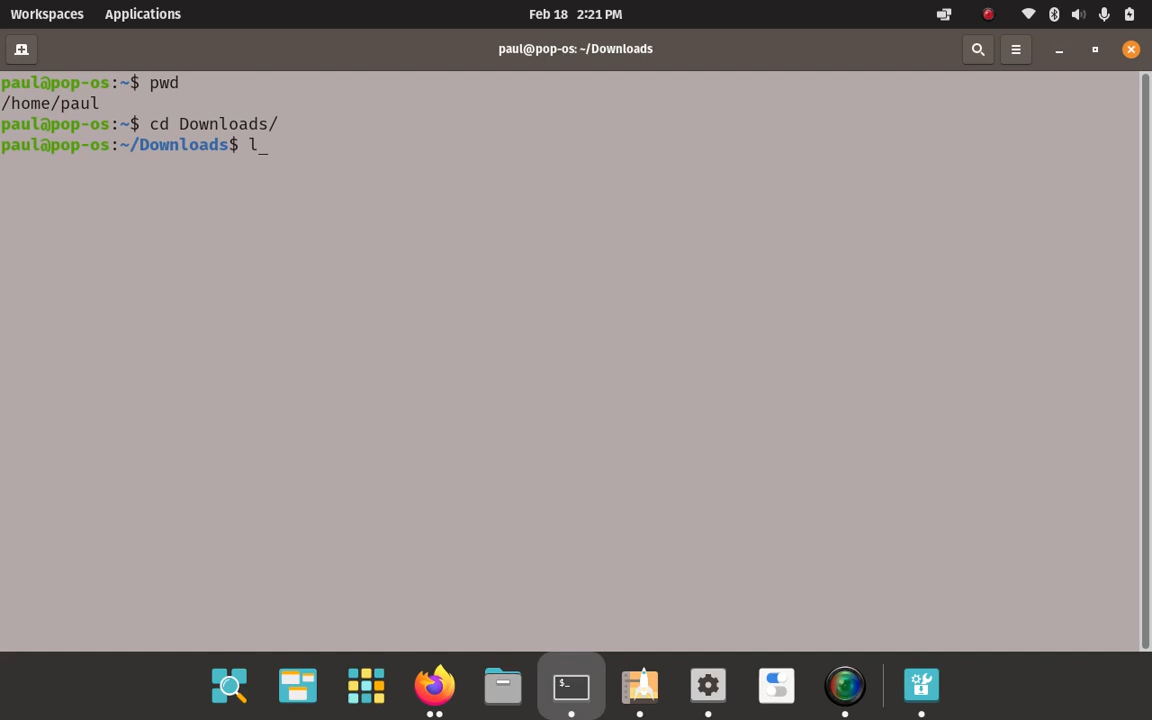 Workspaces Applications Feb 18 2:21 PM
paul@pop-os: ~/Downloads
paul@pop-os:~$ pwd
/home/paul
paul@pop-os:~$ cd Downloads/
paul@pop-os:~/Downloads$ l_
$_